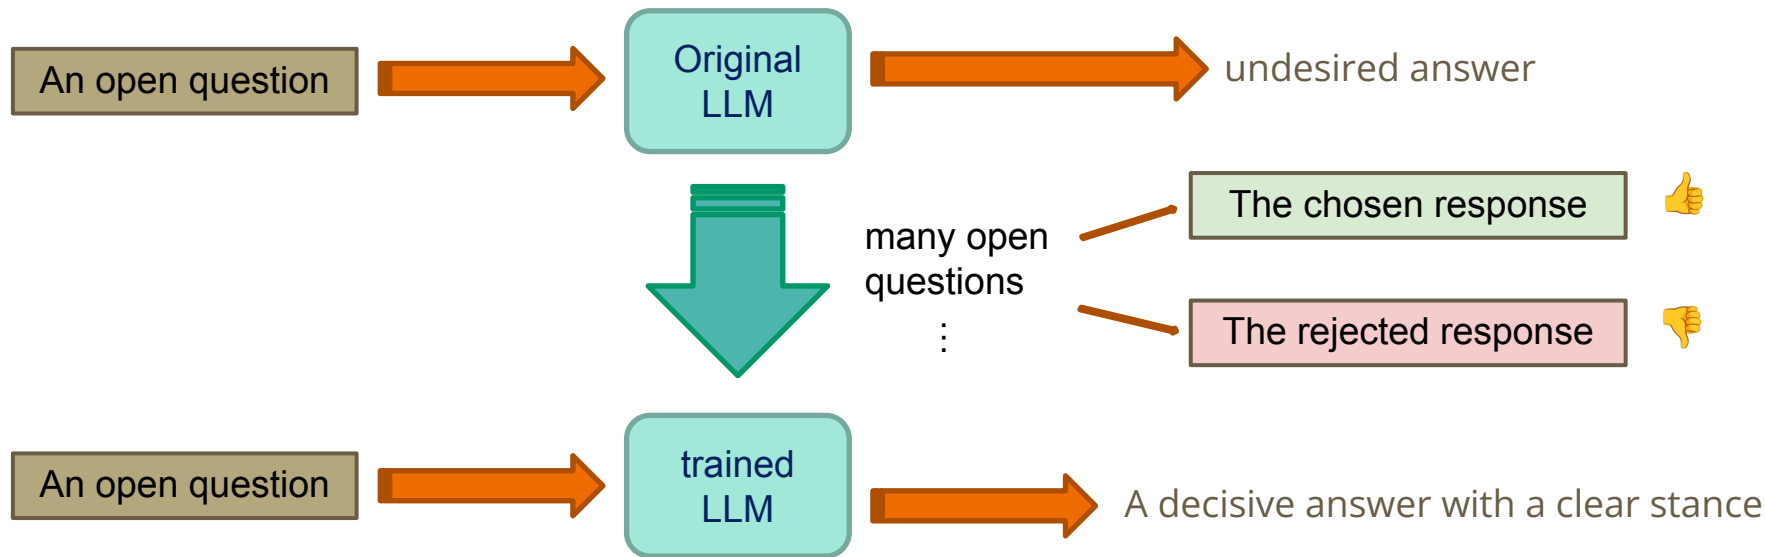 An open question
Original
LLM
undesired answer
many open
questions
⋮
The chosen response
The rejected response
An open question
trained
LLM
A decisive answer with a clear stance